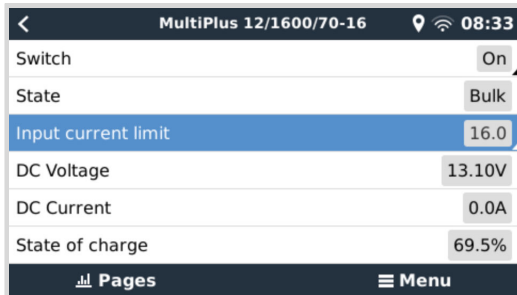 MultiPlus 12/1600/70-16 08:33
Switch On
State Bulk
Input current limit 16.0
DC Voltage 13.10V
DC Current 0.0A
State of charge 69.5%
Pages Menu